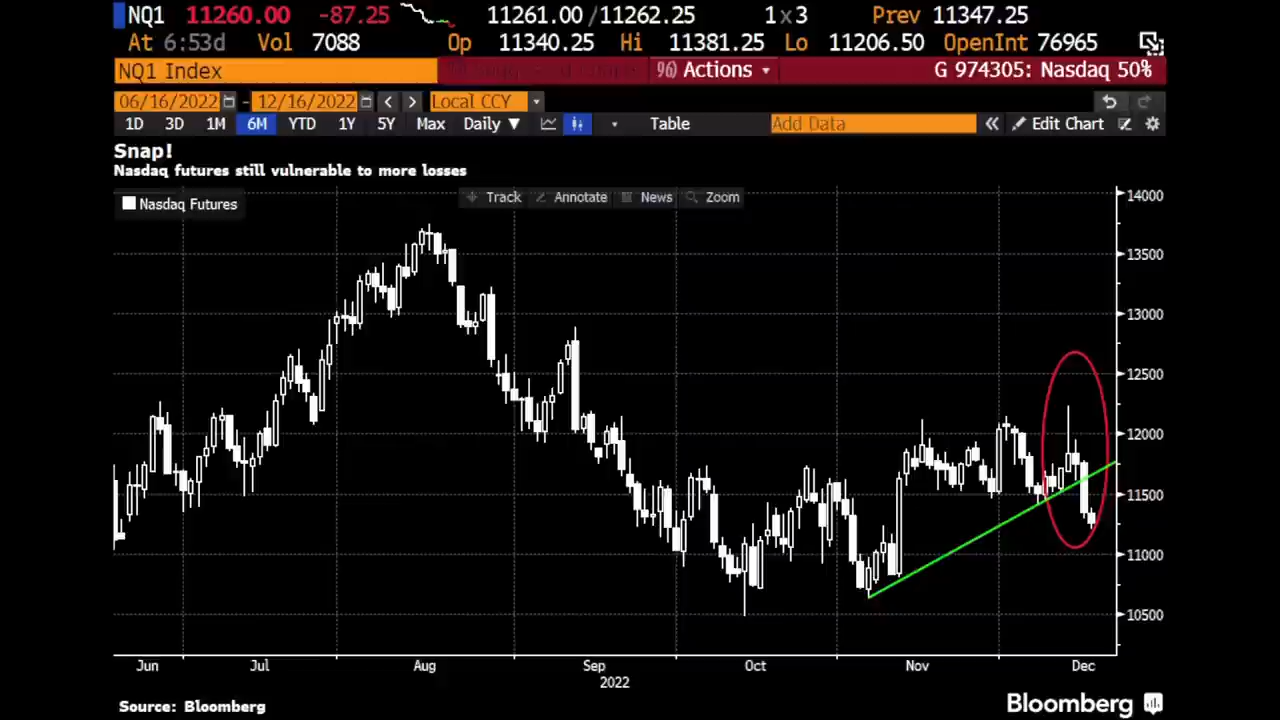 NQ1 11260.00 -87.25 11261.00 /11262.25 1×3 Prev 11347.25
At 6:53d Vol 7088 Op 11340.25 Hi 11381.25 Lo 11206.50 OpenInt 76965
NQ1 Index 96) Actions G 974305: Nasdaq 50%
06/16/2022 - 12/16/2022 Local CCY
1D 3D 1M 6M YTD 1Y 5Y Max Daily ▼ Table Add Data « Edit Chart
Snap!
Nasdaq futures still vulnerable to more losses
Track Annotate News Zoom
Nasdaq Futures
14000
13500
13000
12500
12000
11500
11000
10500
Jun Jul Aug Sep Oct Nov Dec
2022
Source: Bloomberg
Bloomberg